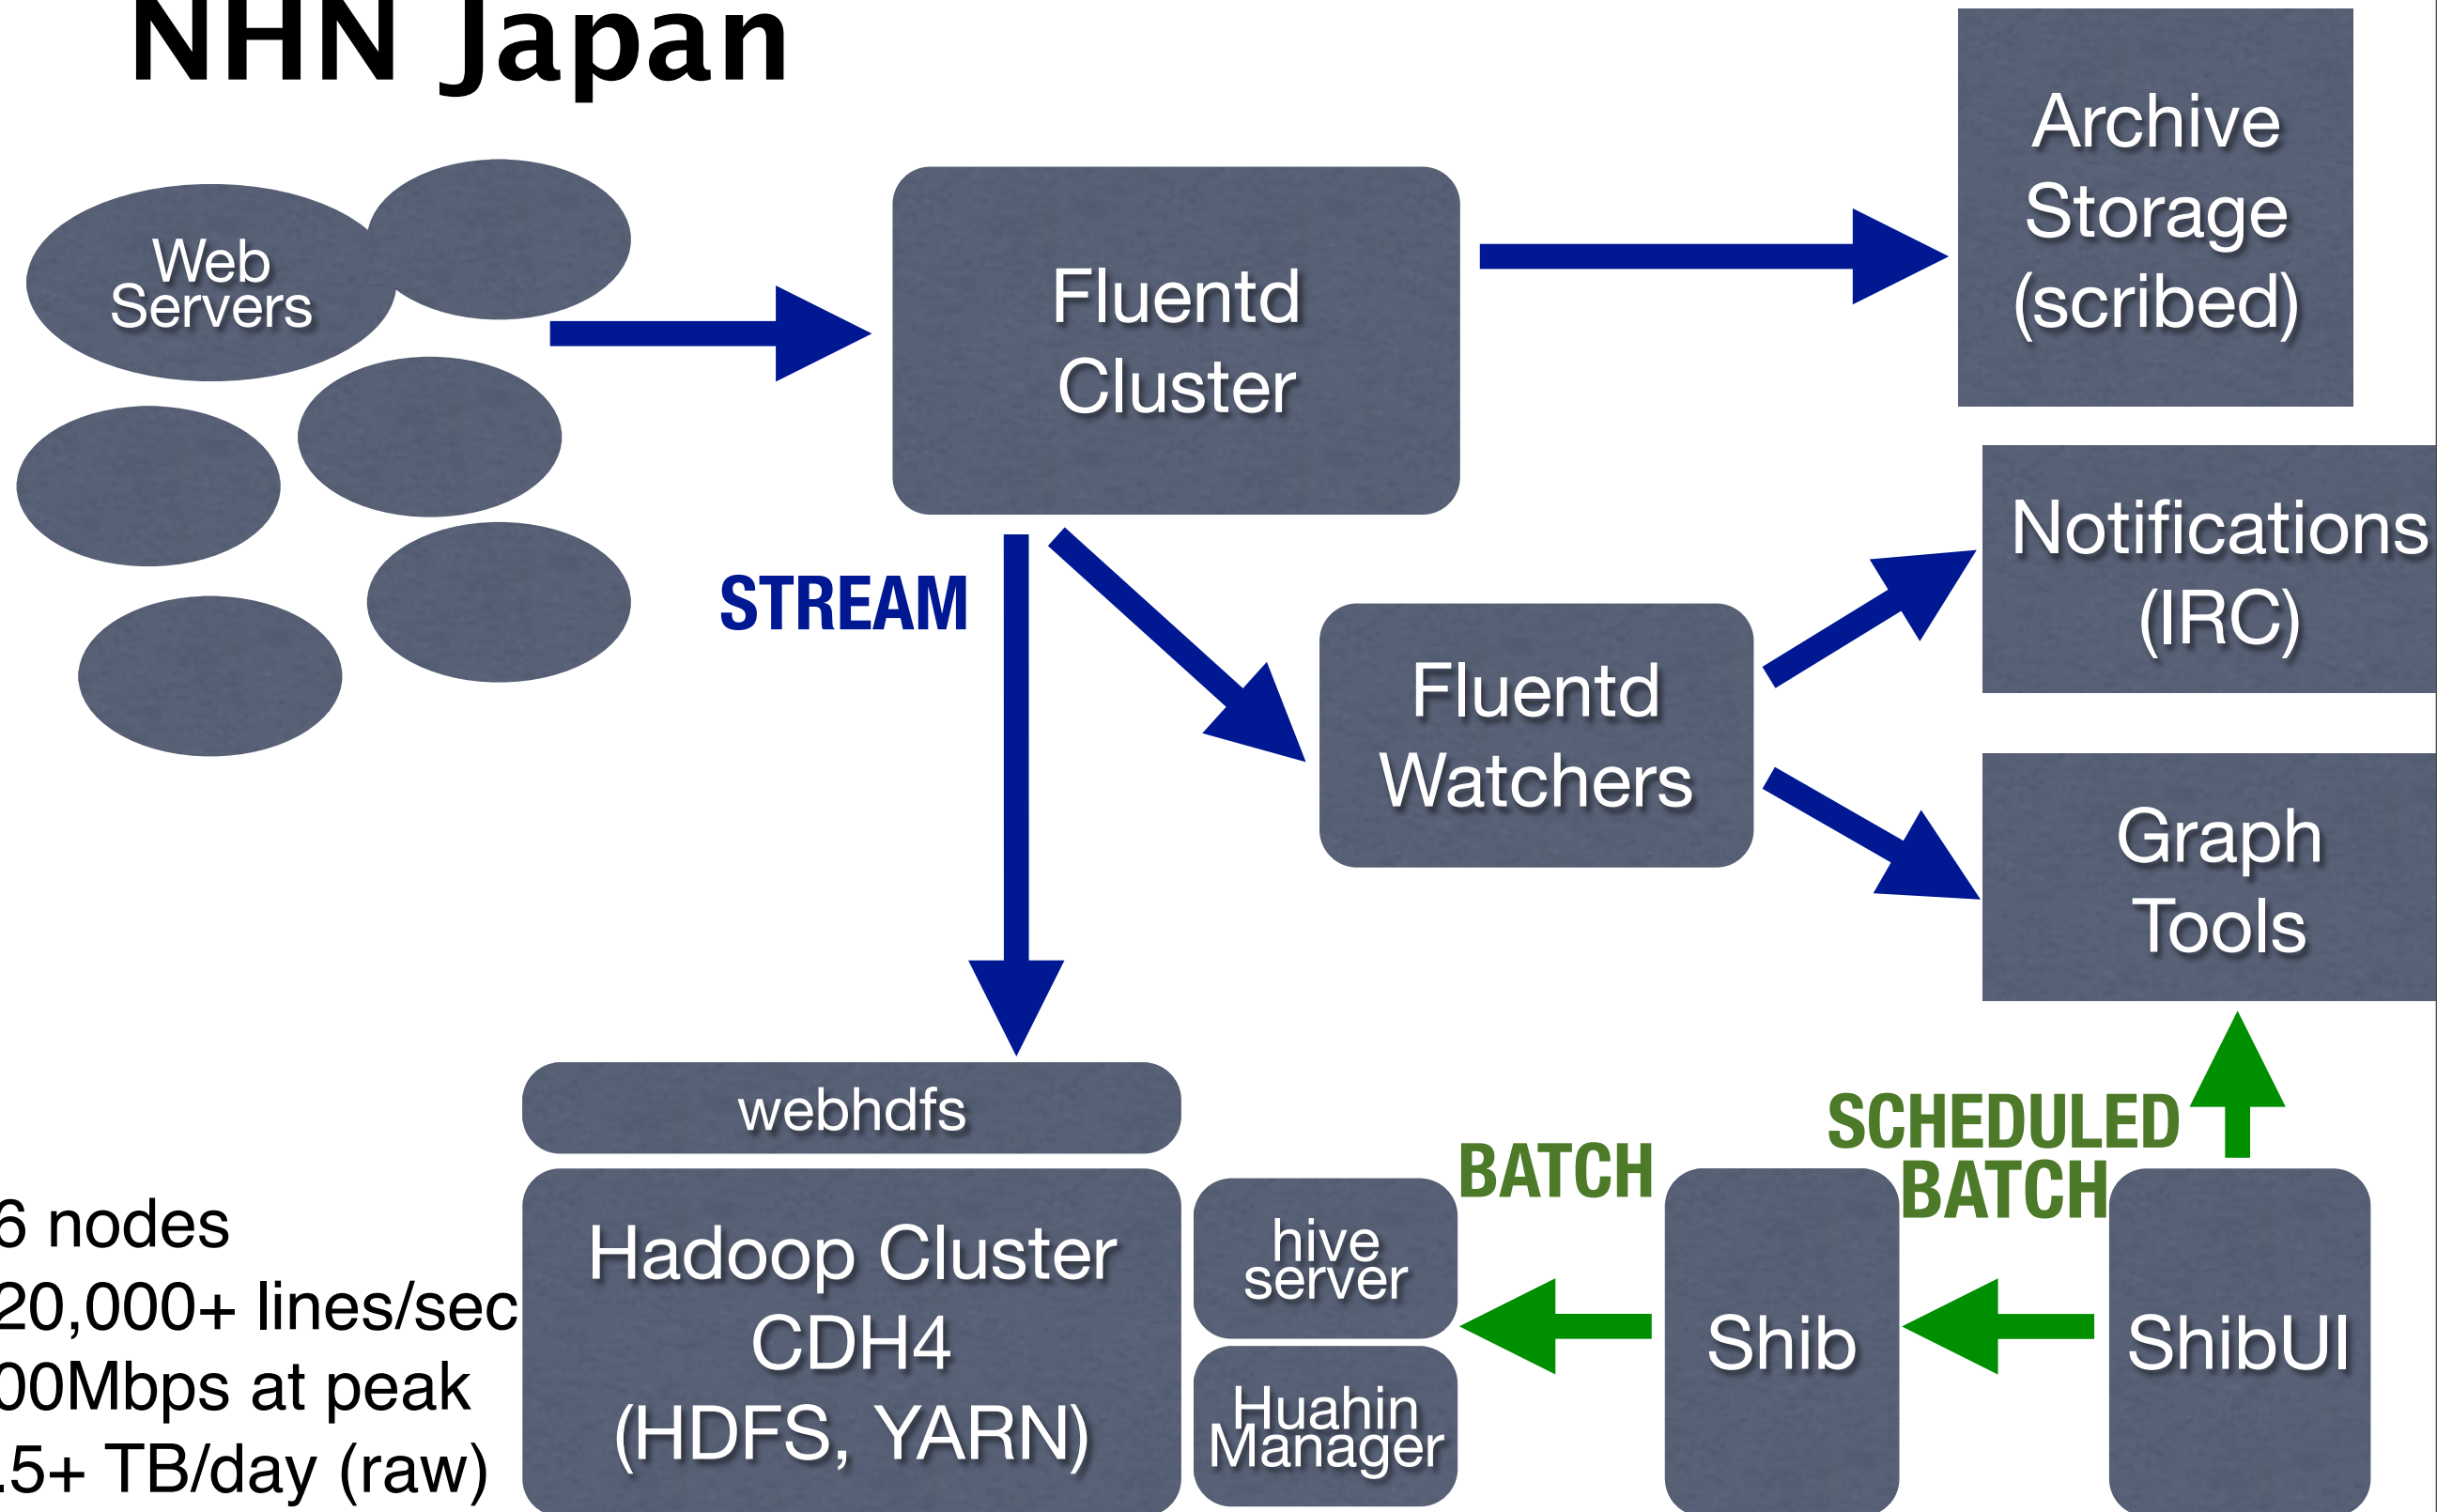 NHN Japan
Web
Servers
Fluentd
Cluster
Archive
Storage
(scribed)
STREAM
Fluentd
Watchers
Notifications
(IRC)
Graph
Tools
webhdfs
Hadoop Cluster
CDH4
(HDFS, YARN)
hive
server
Huahin
Manager
BATCH
Shib
SCHEDULED
BATCH
ShibUI
6 nodes
20,000+ lines/sec
00Mbps at peak
.5+ TB/day (raw)